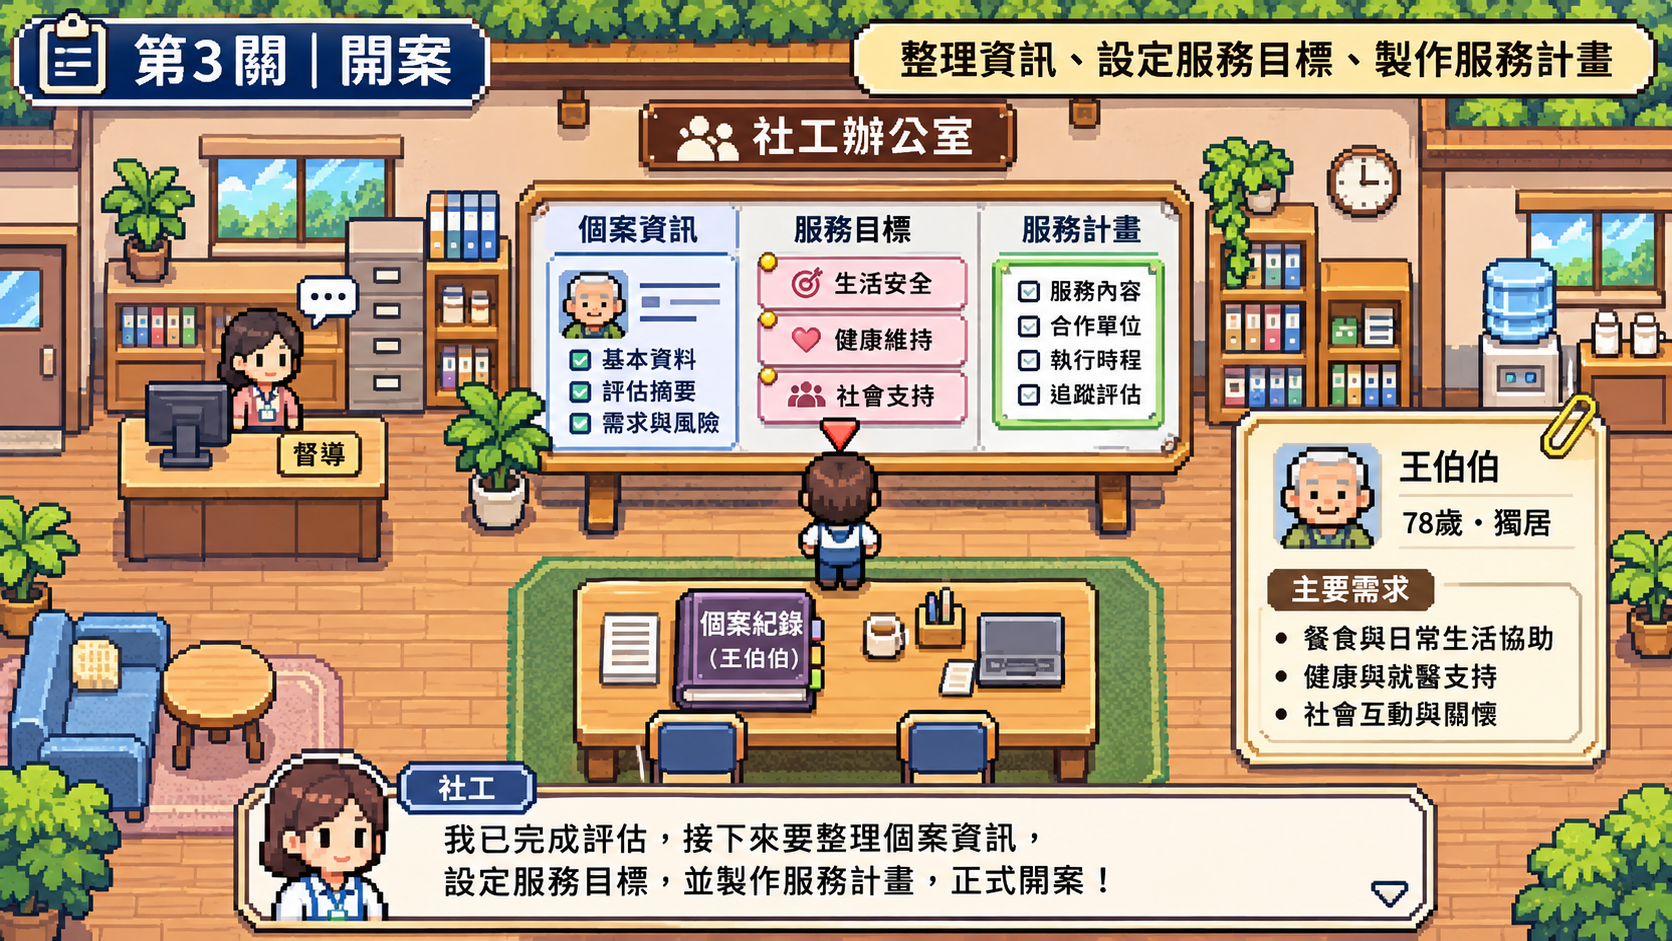 第3關｜開案
整理資訊、設定服務目標、製作服務計畫
社工辦公室
個案資訊
基本資料
評估摘要
需求與風險
服務目標
生活安全
健康維持
社會支持
服務計畫
服務內容
合作單位
執行時程
追蹤評估
督導
個案紀錄
（王伯伯）
王伯伯
78歲・獨居
主要需求
• 餐食與日常生活協助
• 健康與就醫支持
• 社會互動與關懷
社工
我已完成評估，接下來要整理個案資訊，
設定服務目標，並製作服務計畫，正式開案！